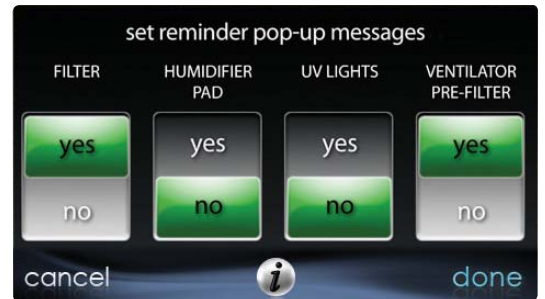 set reminder pop-up messages
FILTER
HUMIDIFIER
PAD
UV LIGHTS
VENTILATOR
PRE-FILTER
yes
yes
yes
yes
no
no
no
no
cancel
i
done